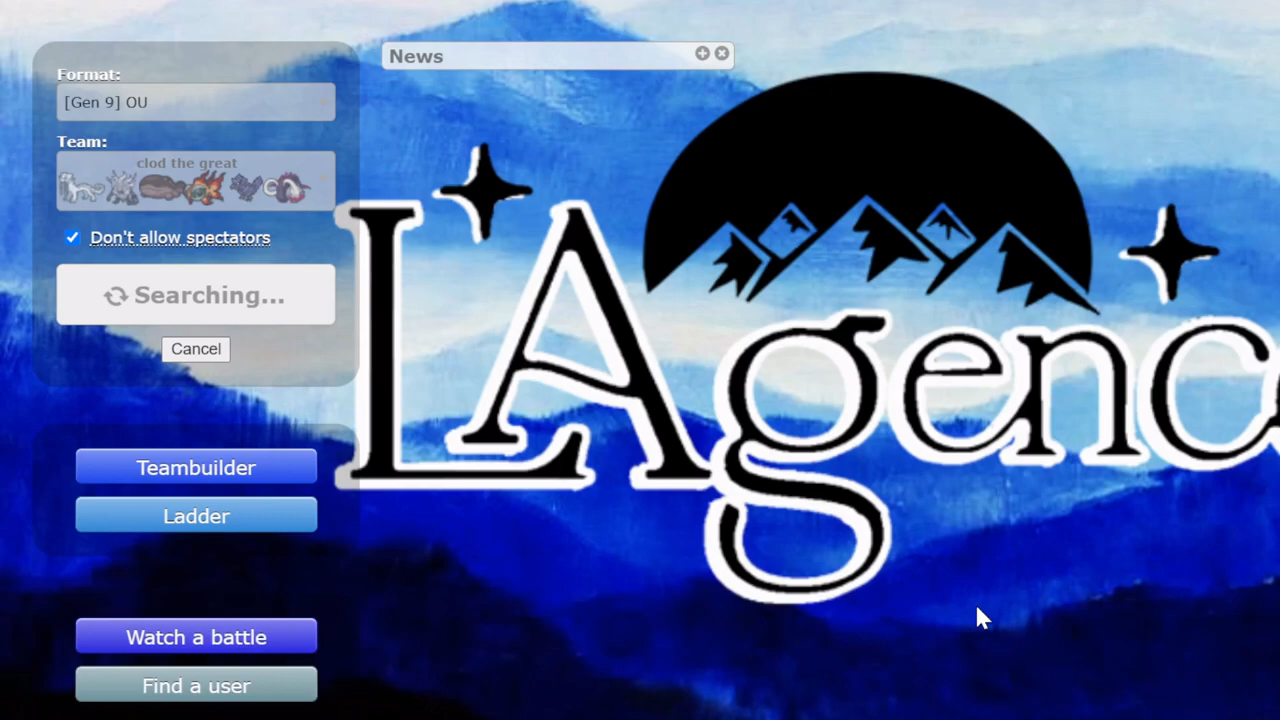 Format:
[Gen 9] OU
Team:
clod the great
Don't allow spectators
Searching...
Cancel
Teambuilder
Ladder
Watch a battle
Find a user
News
L'Agenc